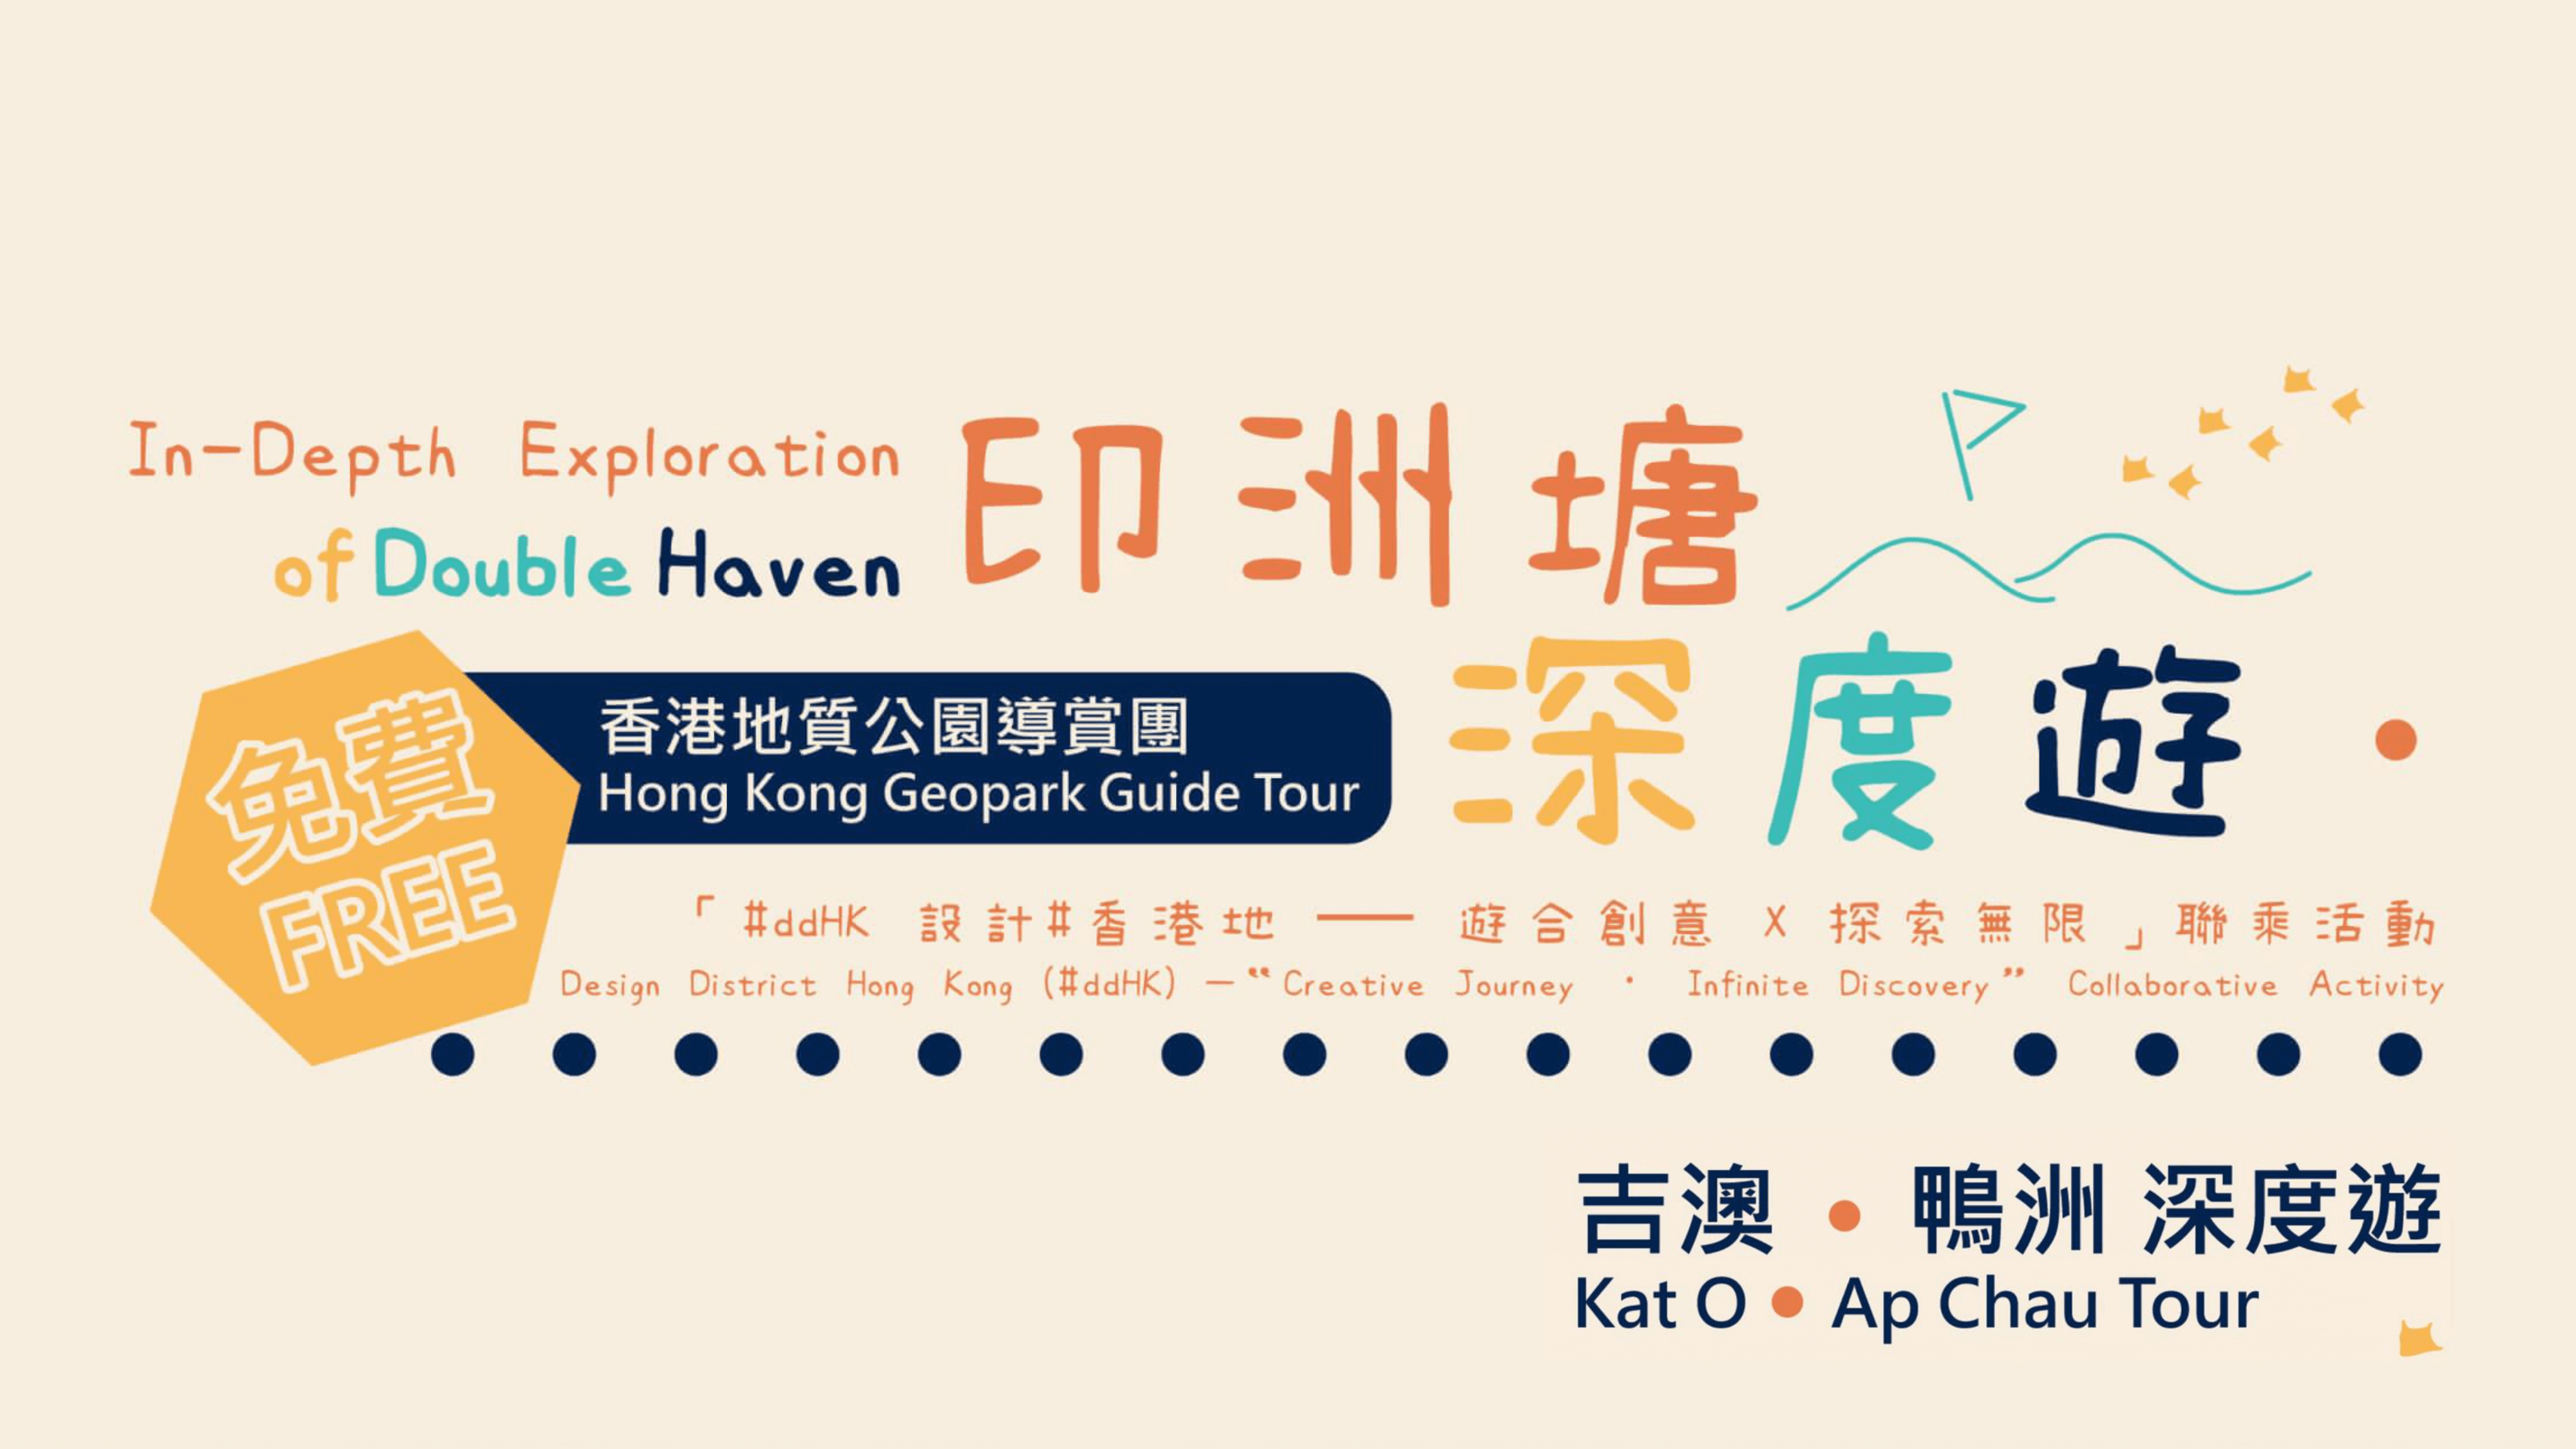 In-Depth Exploration
of Double Haven
印洲塘
深度遊
免費
FREE
香港地質公園導賞團
Hong Kong Geopark Guide Tour
「#ddHK 設計#香港地 —— 遊合創意 X 探索無限」聯乘活動
Design District Hong Kong (#ddHK) —“Creative Journey · Infinite Discovery” Collaborative Activity
吉澳 • 鴨洲 深度遊
Kat O • Ap Chau Tour